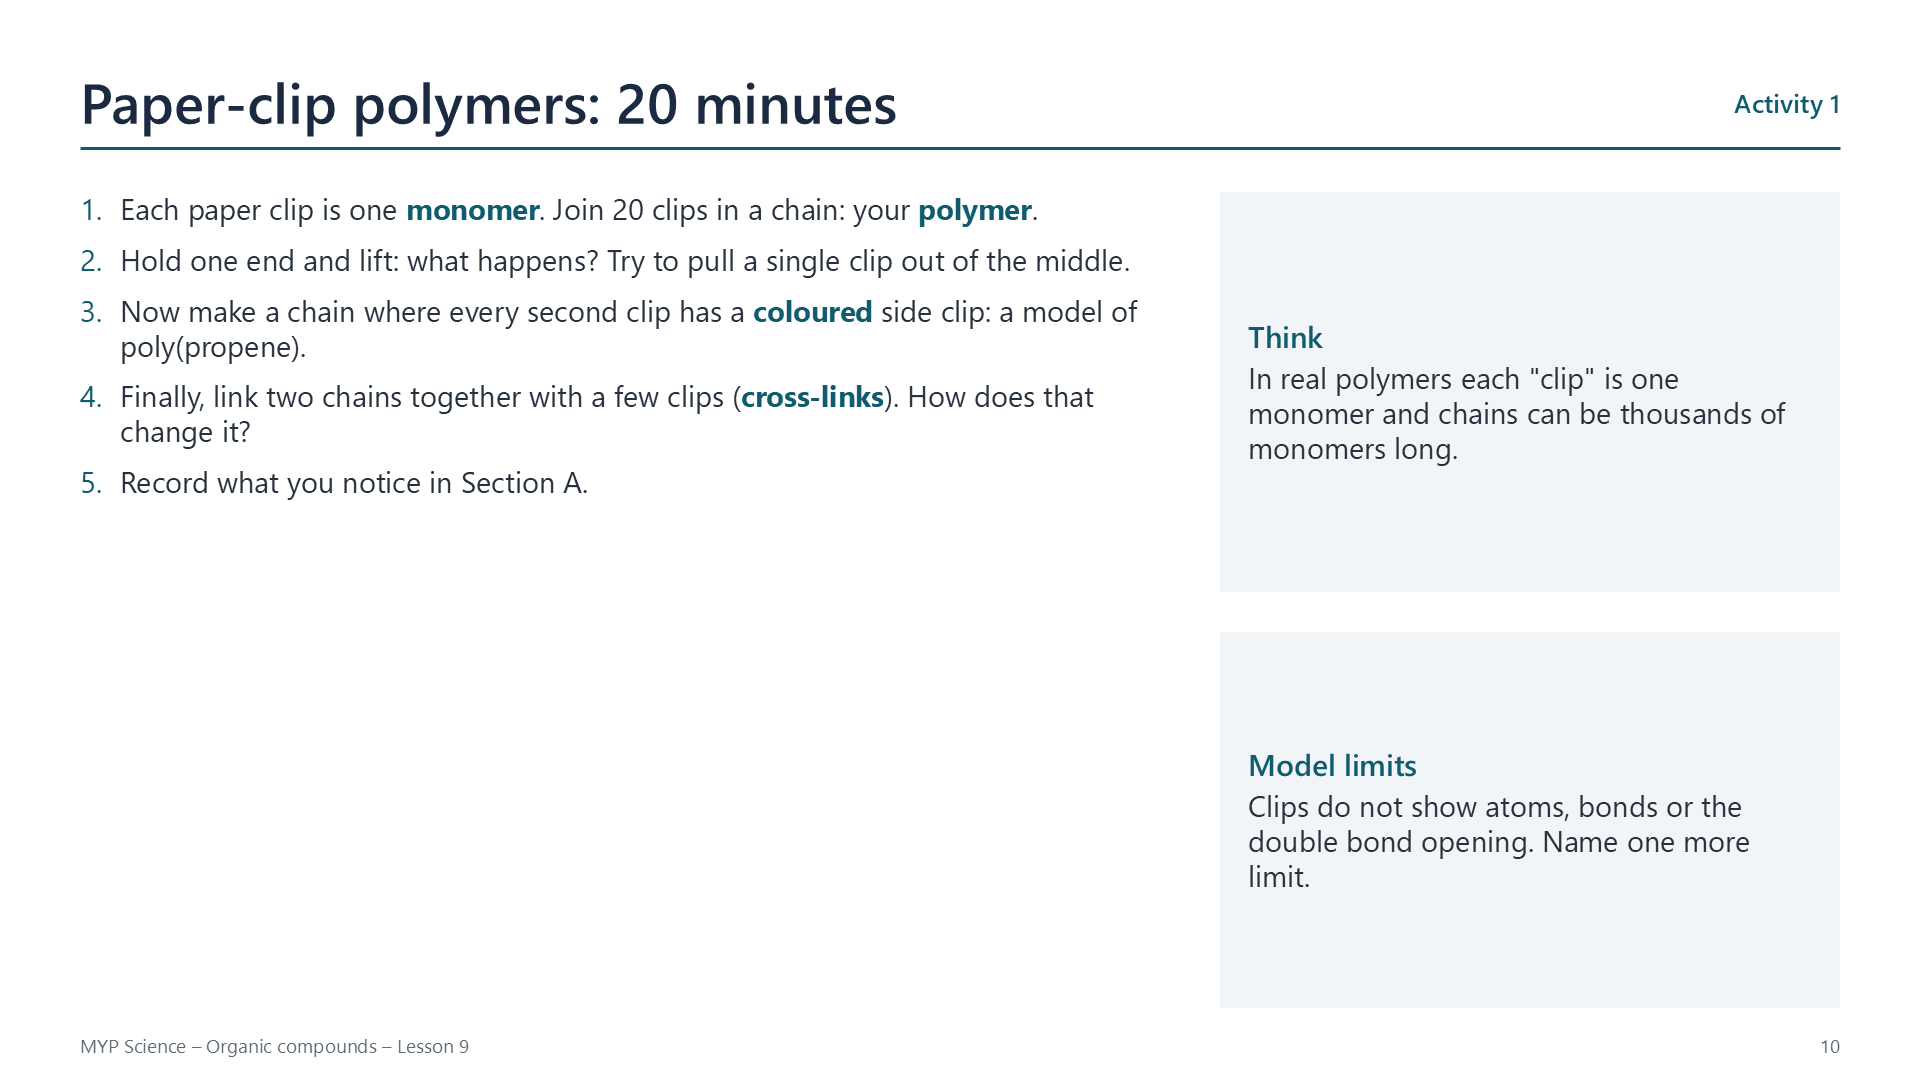 Paper-clip polymers: 20 minutes
Activity 1
1. Each paper clip is one monomer. Join 20 clips in a chain: your polymer.
2. Hold one end and lift: what happens? Try to pull a single clip out of the middle.
3. Now make a chain where every second clip has a coloured side clip: a model of
poly(propene).
4. Finally, link two chains together with a few clips (cross-links). How does that
change it?
5. Record what you notice in Section A.
Think
In real polymers each "clip" is one
monomer and chains can be thousands of
monomers long.
Model limits
Clips do not show atoms, bonds or the
double bond opening. Name one more
limit.
MYP Science – Organic compounds – Lesson 9
10